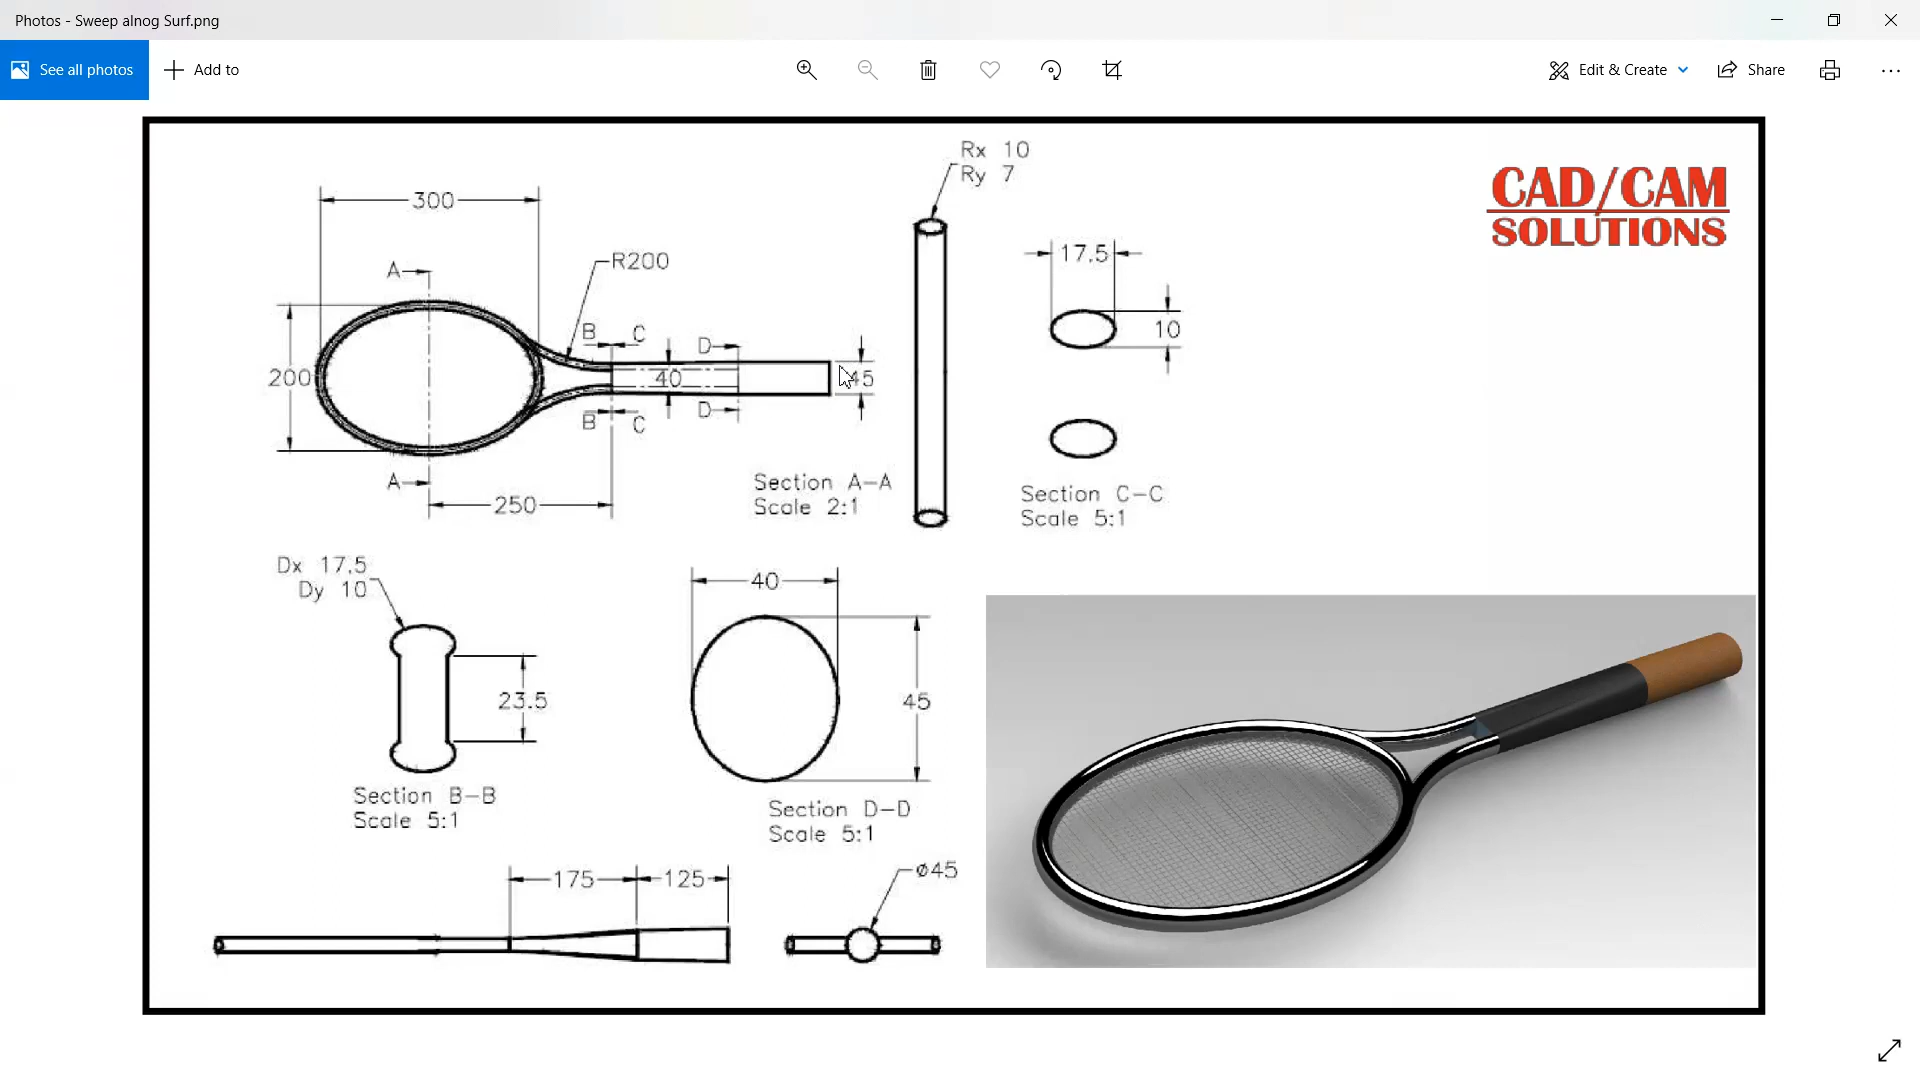 Photos - Sweep alnog Surf.png
See all photos
Add to
Edit & Create
Share
Rx 10
Ry 7
CAD/CAM
SOLUTIONS
300
17.5
R200
A
10
B
C
D
200
40
45
B
C
D
A
250
Section A-A
Scale 2:1
Section C-C
Scale 5:1
Dx 17.5
Dy 10
40
23.5
45
Section B-B
Scale 5:1
Section D-D
Scale 5:1
175
125
ø45